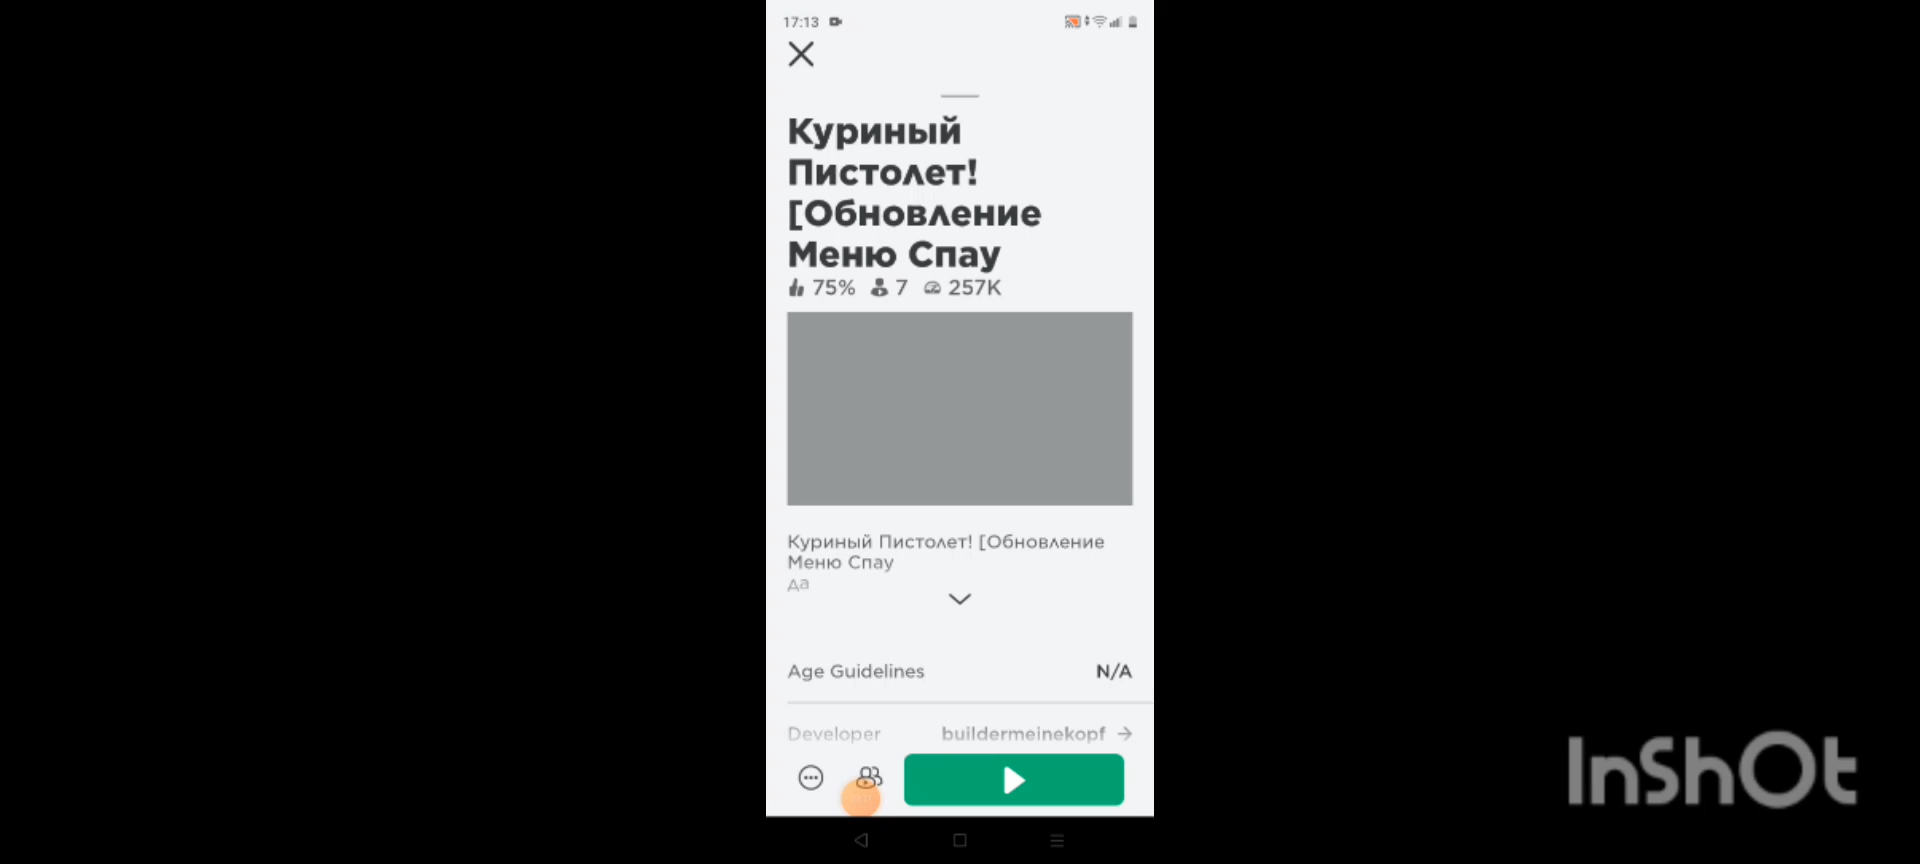 17:13
Куриный
Пистолет!
[Обновление
Меню Спау
75% 7 257K
Куриный Пистолет! [Обновление
Меню Спау
да
Age Guidelines N/A
Developer buildermeinekopf
InShOt